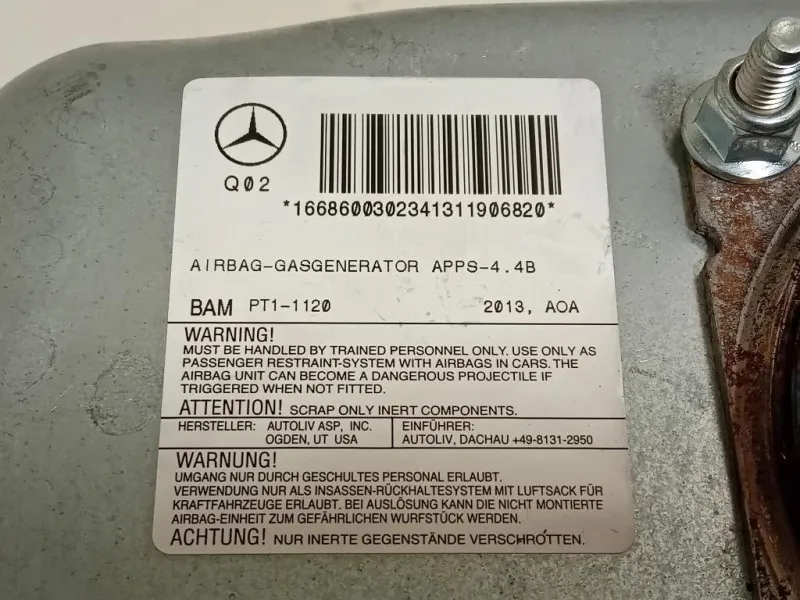 Q02
*1668600302341311906820*
AIRBAG-GASGENERATOR APPS-4.4B
BAM PT1-1120 2013, AOA
WARNING!
MUST BE HANDLED BY TRAINED PERSONNEL ONLY. USE ONLY AS
PASSENGER RESTRAINT-SYSTEM WITH AIRBAGS IN CARS. THE
AIRBAG UNIT CAN BECOME A DANGEROUS PROJECTILE IF
TRIGGERED WHEN NOT FITTED.
ATTENTION! SCRAP ONLY INERT COMPONENTS.
HERSTELLER: AUTOLIV ASP, INC.
OGDEN, UT USA
EINFÜHRER:
AUTOLIV, DACHAU +49-8131-2950
WARNUNG!
UMGANG NUR DURCH GESCHULTES PERSONAL ERLAUBT.
VERWENDUNG NUR ALS INSASSEN-RÜCKHALTESYSTEM MIT LUFTSACK FÜR
KRAFTFAHRZEUGE ERLAUBT. BEI AUSLÖSUNG KANN DIE NICHT MONTIERTE
AIRBAG-EINHEIT ZUM GEFÄHRLICHEN WURFSTÜCK WERDEN.
ACHTUNG! NUR INERTE GEGENSTÄNDE VERSCHROTTEN.